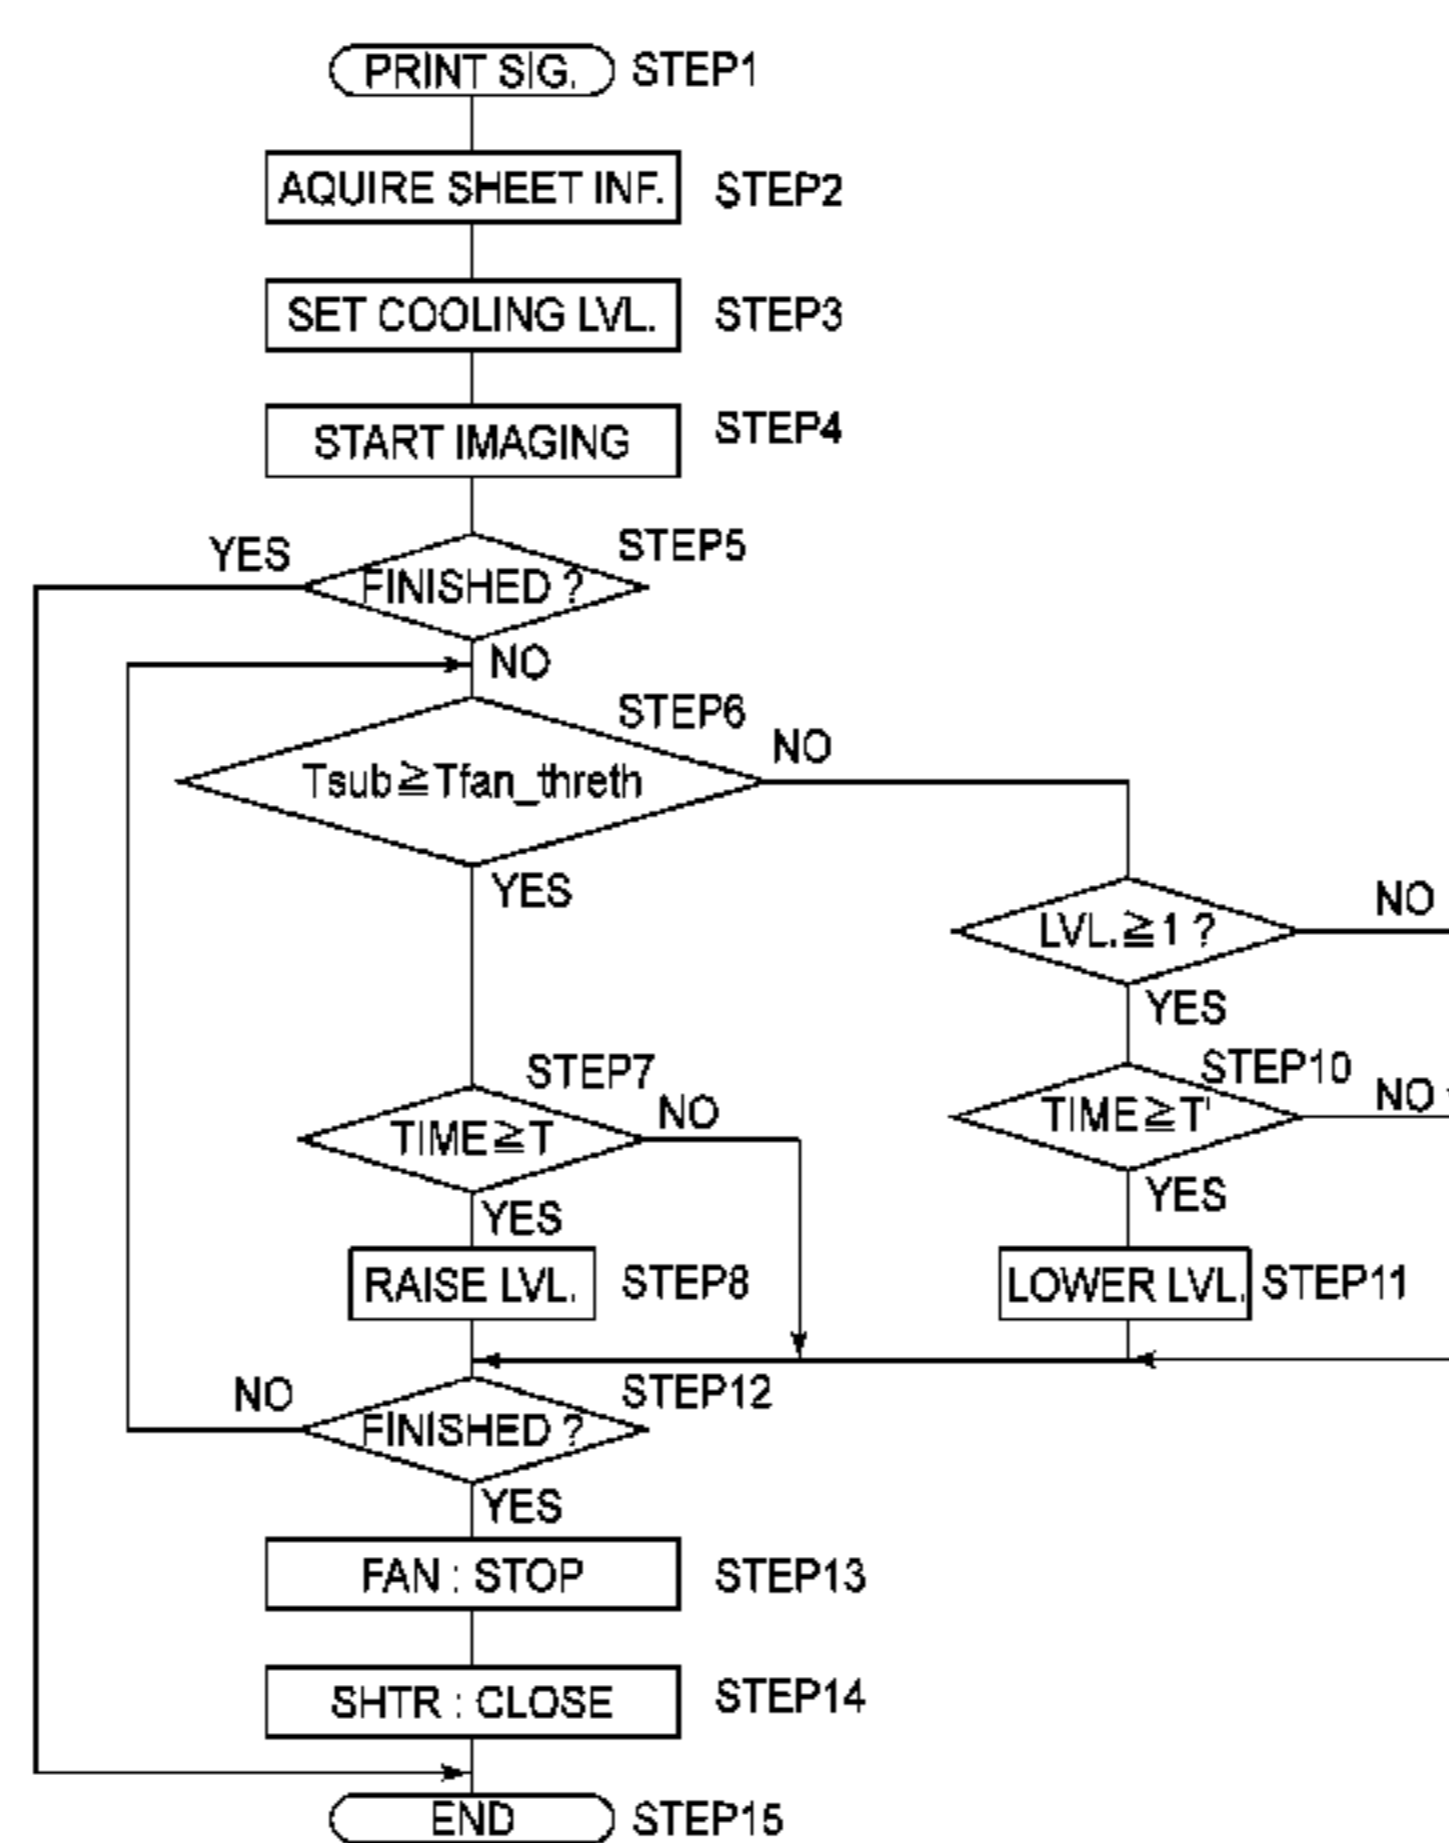 PRINT SIG. STEP1
AQUIRE SHEET INF. STEP2
SET COOLING LVL. STEP3
START IMAGING STEP4
YES STEP5
FINISHED ?
NO
STEP6
Tsub≧Tfan_threth NO
YES
LVL.≧1 ? NO
YES
STEP7 STEP10
TIME≧T NO
TIME≧T' NO
YES YES
RAISE LVL. STEP8
LOWER LVL. STEP11
NO STEP12
FINISHED ?
YES
FAN : STOP STEP13
SHTR : CLOSE STEP14
END STEP15